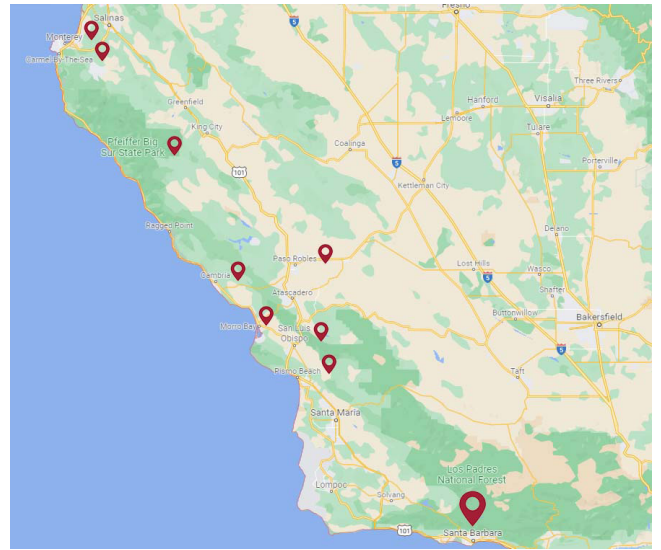 Fresno
Salinas
5
Monterey
Carmel-By-The-Sea
Three Rivers
Greenfield
Hanford
Visalia
Lemoore
King City
Tulare
Pfeiffer Big
Sur State Park
Coalinga
Porterville
5
101
Kettleman City
Ragged Point
Delano
Paso Robles
Lost Hills
Wasco
Cambria
5
Shafter
Atascadero
Buttonwillow
Bakersfield
Morro Bay
San Luis
Obispo
5
Pismo Beach
Taft
Santa Maria
Los Padres
National Forest
Lompoc
Solvang
101
Santa Barbara